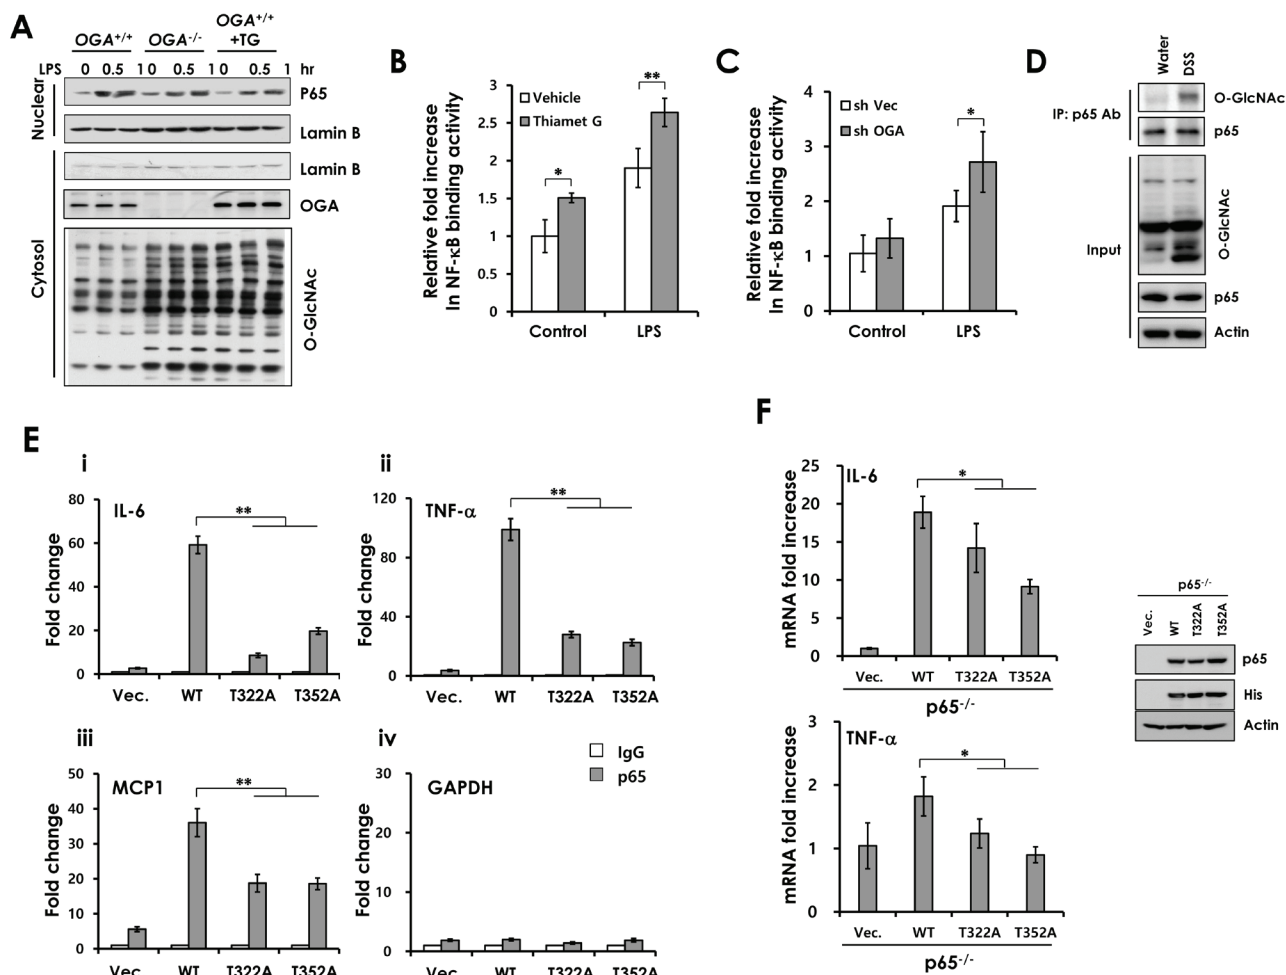 A
OGA+/+ OGA-/- OGA+/+ +TG
LPS 0 0.5 1 0 0.5 1 0 0.5 1 hr
Nuclear
P65
Lamin B
Cytosol
Lamin B
OGA
O-GlcNAc
B
Relative fold increase
In NF-κB binding activity
3
2.5
2
1.5
1
0.5
0
Vehicle
Thiamet G
*
**
Control LPS
C
Relative fold increase
In NF-κB binding activity
4
3
2
1
0
sh Vec
sh OGA
*
Control LPS
D
Water DSS
IP: p65 Ab
O-GlcNAc
p65
Input
O-GlcNAc
p65
Actin
E
i
IL-6
Fold change
80
60
40
20
0
**
Vec. WT T322A T352A
ii
TNF-α
Fold change
120
80
40
0
**
Vec. WT T322A T352A
iii
MCP1
Fold change
50
40
30
20
10
0
**
Vec. WT T322A T352A
iv
GAPDH
Fold change
30
20
10
0
IgG
p65
Vec. WT T322A T352A
F
IL-6
mRNA fold increase
25
20
15
10
5
0
*
Vec. WT T322A T352A
p65-/-
TNF-α
mRNA fold increase
3
2
1
0
*
Vec. WT T322A T352A
p65-/-
p65-/-
Vec. WT T322A T352A
p65
His
Actin